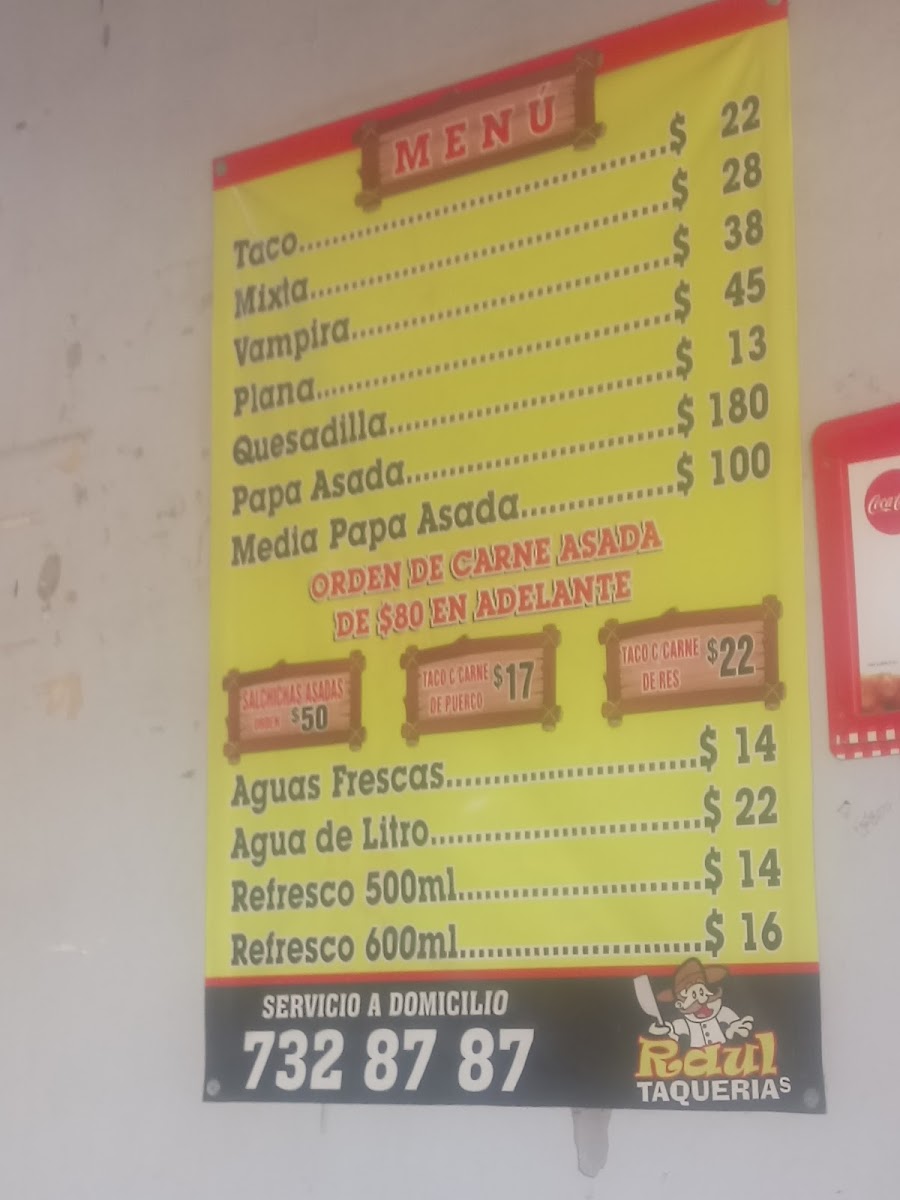 MENÚ
Taco........................................$ 22
Mixta........................................$ 28
Vampira........................................$ 38
Plana........................................$ 45
Quesadilla........................................$ 13
Papa Asada..............................$ 180
Media Papa Asada...............$ 100
ORDEN DE CARNE ASADA
DE $80 EN ADELANTE
SALCHICHAS ASADAS
ORDEN $50
TACO C/CARNE
DE PUERCO $17
TACO C/CARNE
DE RES $22
Aguas Frescas..........................$ 14
Agua de Litro............................$ 22
Refresco 500ml.........................$ 14
Refresco 600ml.........................$ 16
SERVICIO A DOMICILIO
732 87 87
Raul
TAQUERIAS